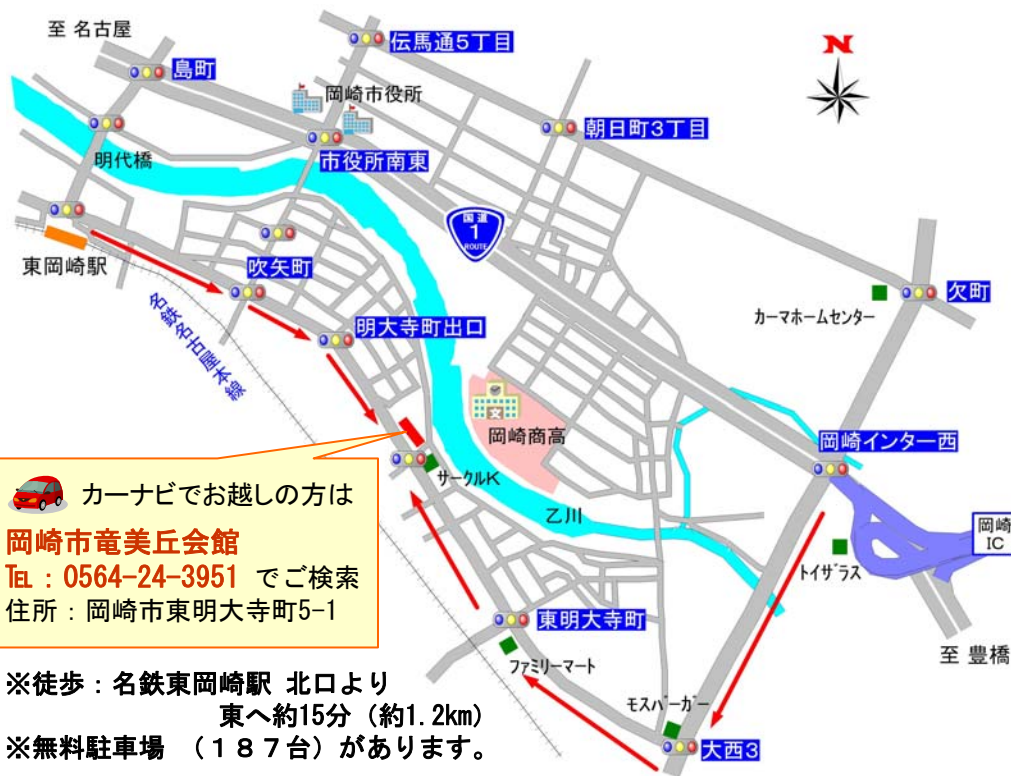 至 名古屋
伝馬通5丁目
N
島町
岡崎市役所
朝日町3丁目
市役所南東
明代橋
国道
1
ROUTE
東岡崎駅
吹矢町
欠町
カーマホームセンター
名鉄名古屋本線
明大寺町出口
岡崎商高
岡崎インター西
サークルK
カーナビでお越しの方は
岡崎市竜美丘会館
℡：0564-24-3951 でご検索
住所：岡崎市東明大寺町5-1
乙川
岡崎
IC
トイザラス
東明大寺町
ファミリーマート
至 豊橋
※徒歩：名鉄東岡崎駅 北口より
東へ約15分（約1.2km）
※無料駐車場 （１８７台）があります。
モスバーガー
大西3